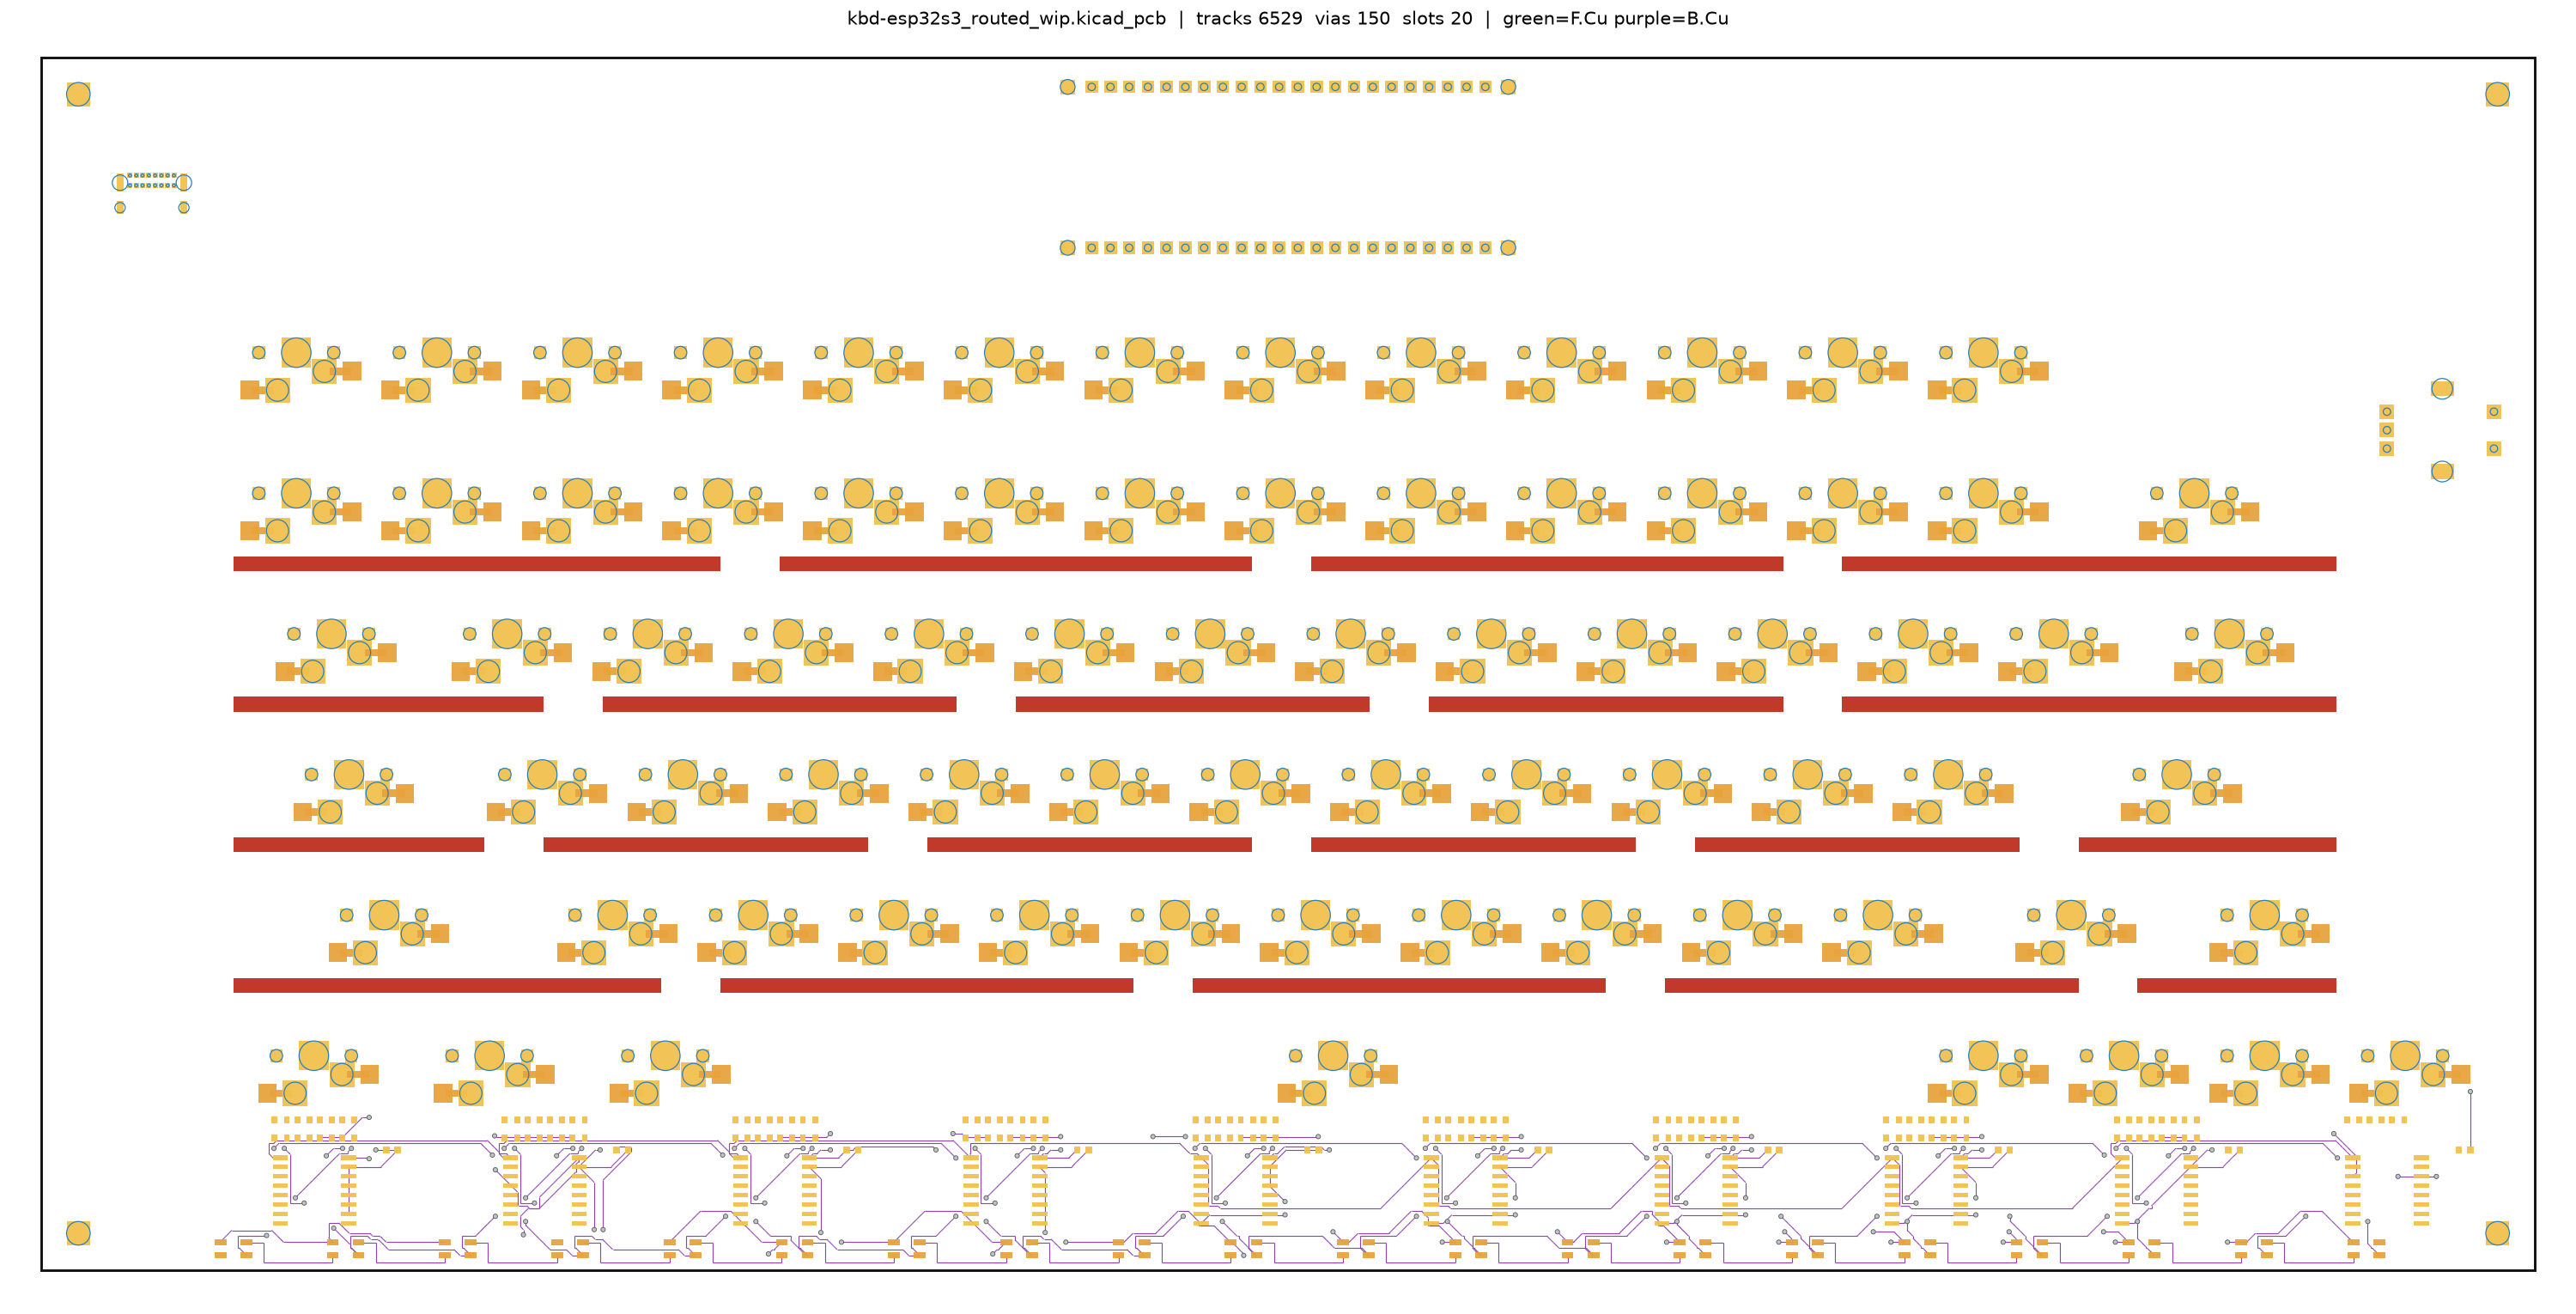 kbd-esp32s3_routed_wip.kicad_pcb | tracks 6529 vias 150 slots 20 | green=F.Cu purple=B.Cu